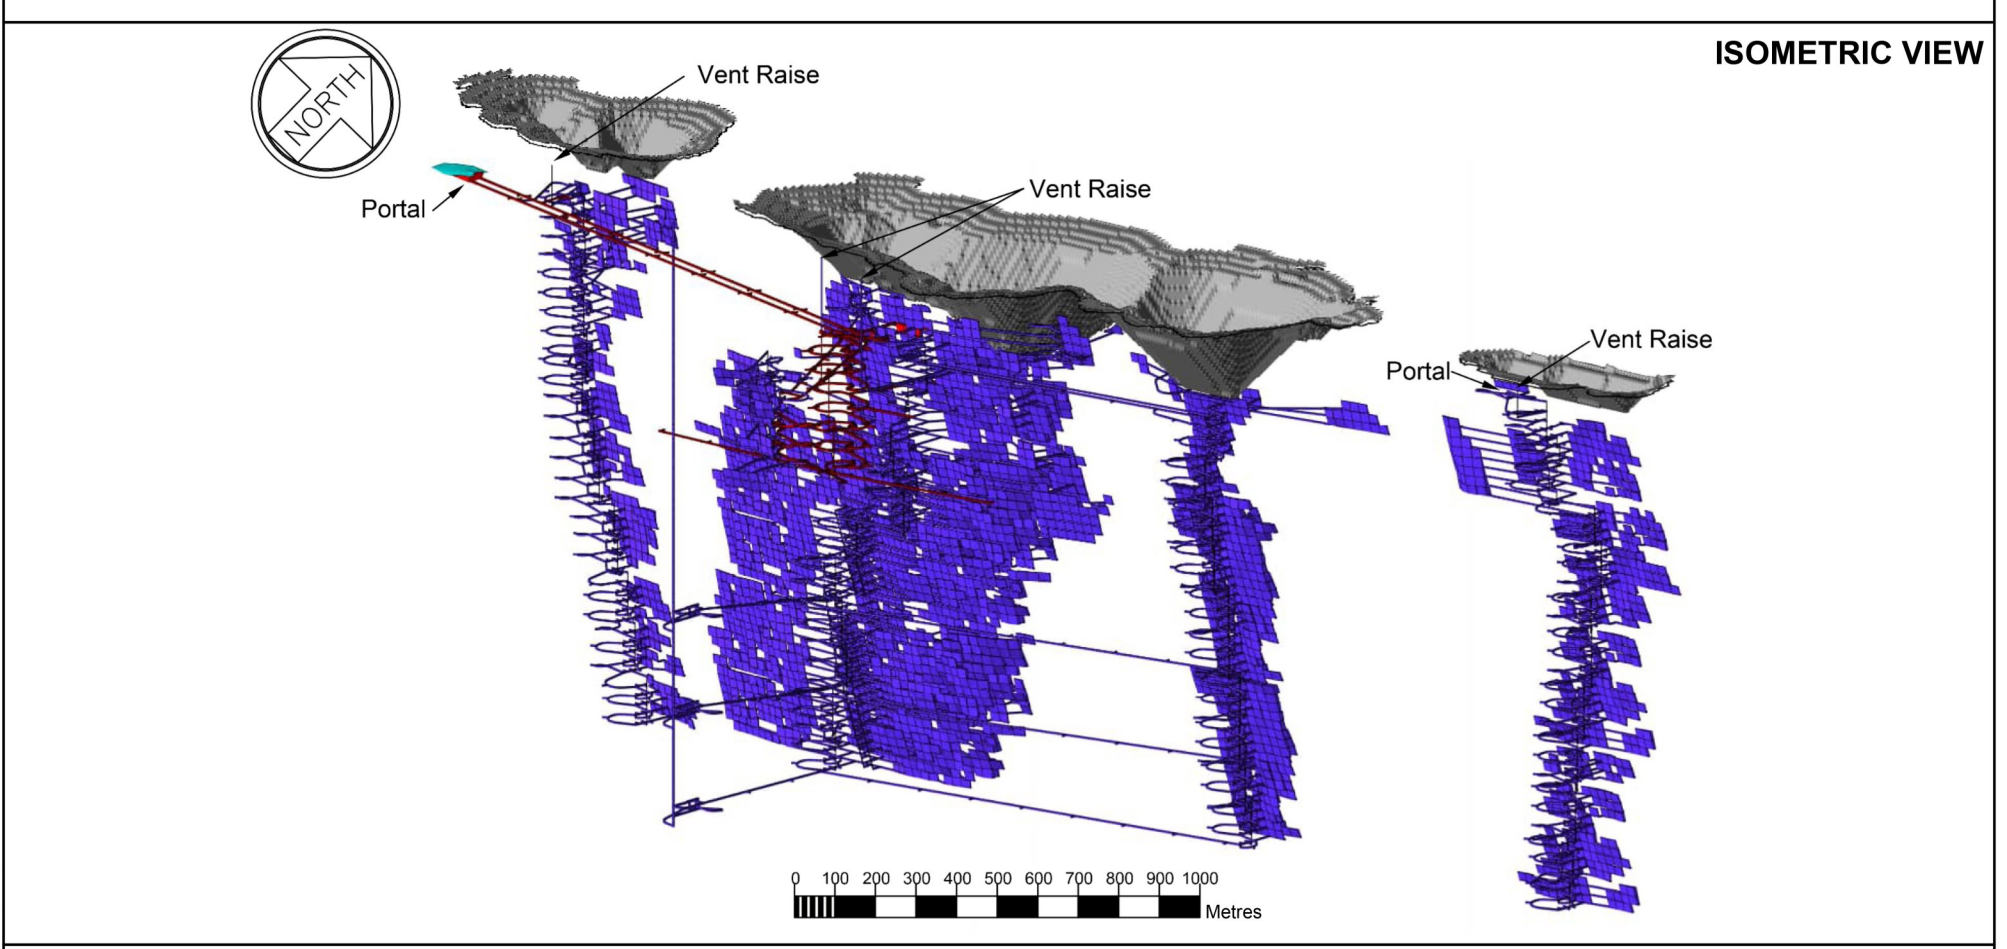 ISOMETRIC VIEW
NORTH
Vent Raise
Portal
Vent Raise
Vent Raise
Portal
0 100 200 300 400 500 600 700 800 900 1000
Metres